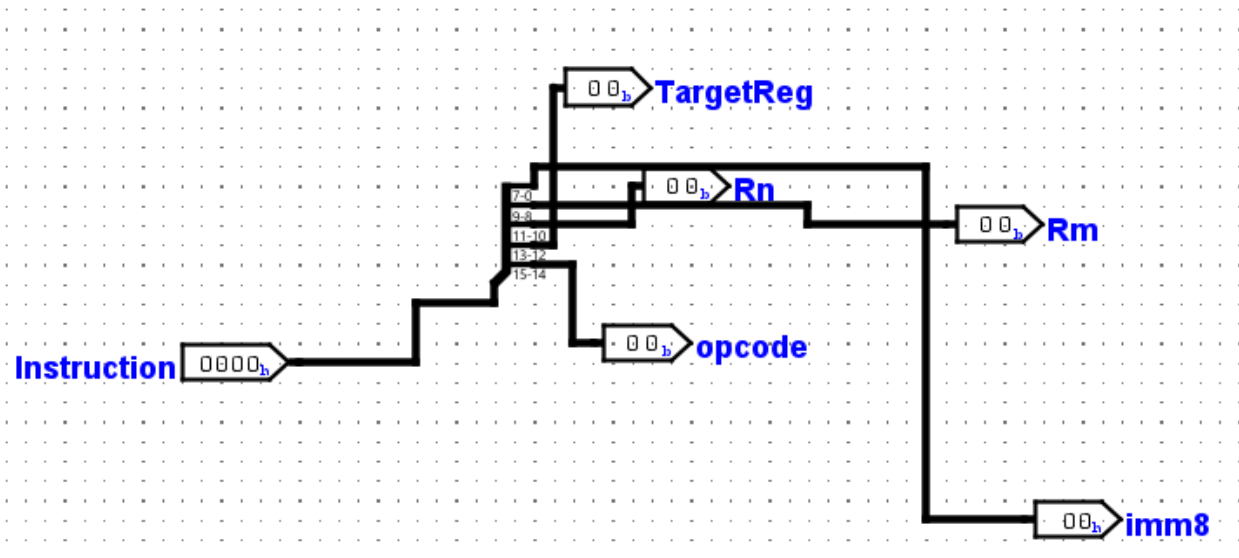 00b TargetReg
7-0
00b Rn
9-8
00b Rm
11-10
13-12
15-14
00b opcode
Instruction 0000h
00h imm8